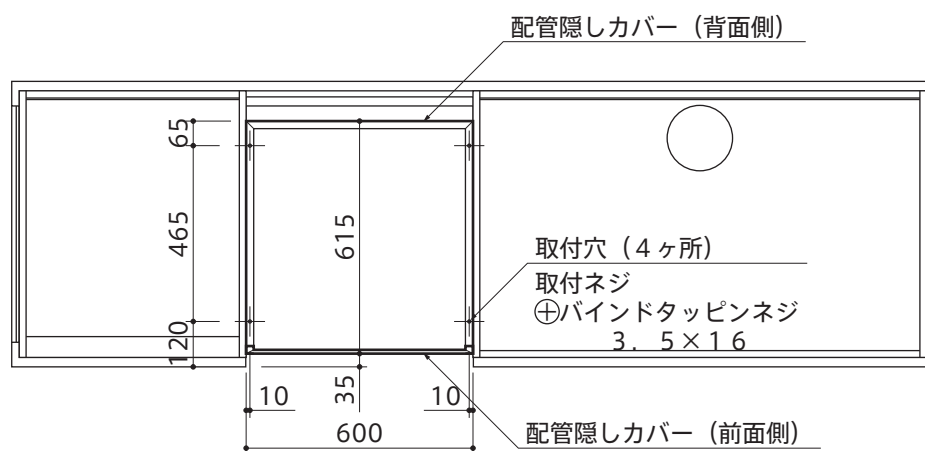 配管隠しカバー（背面側）
65
465
615
120
35
取付穴（４ヶ所）
取付ネジ
⊕バインドタッピンネジ
３．５×１６
10
10
600
配管隠しカバー（前面側）